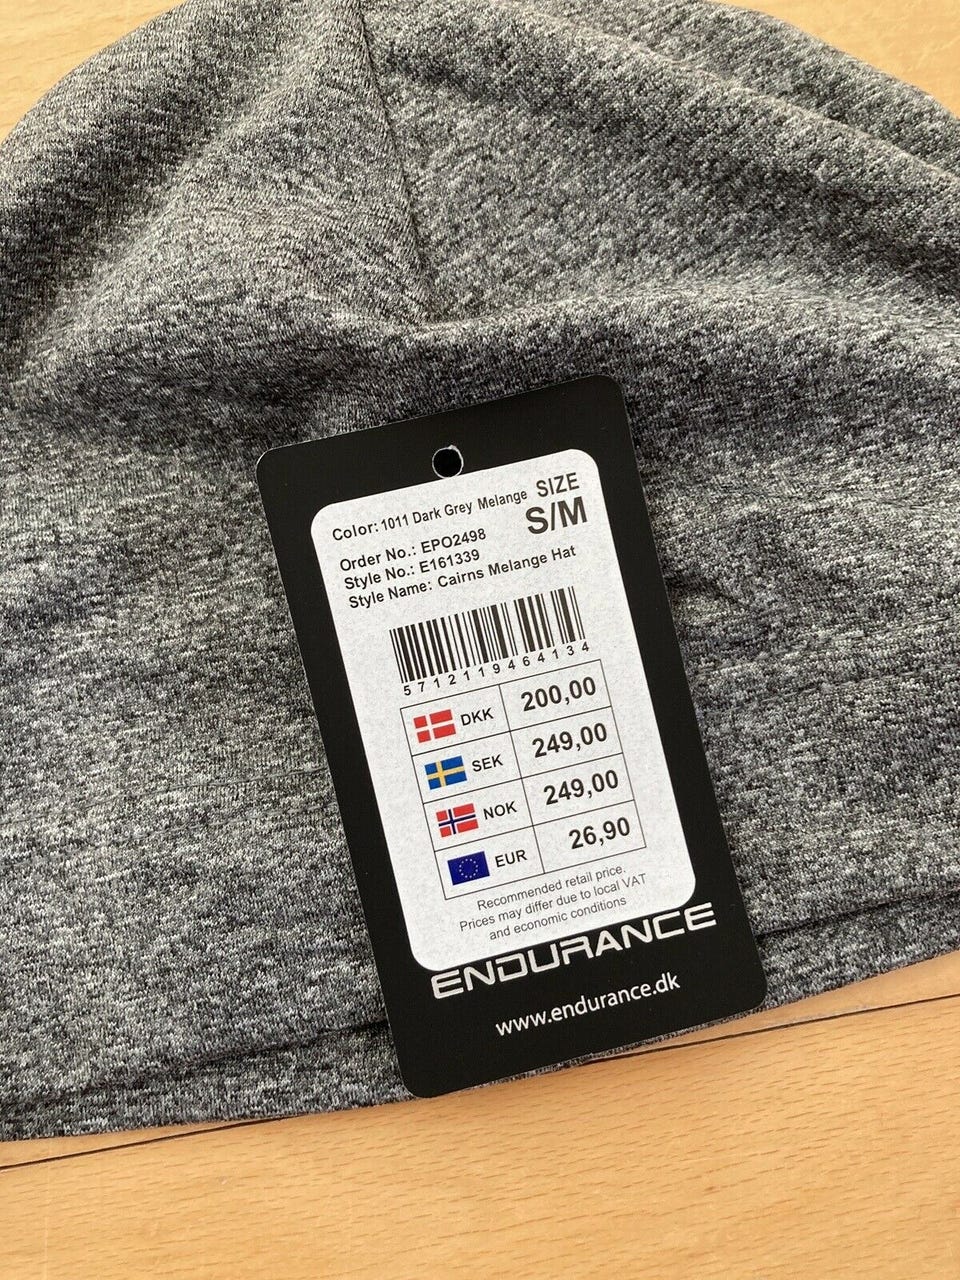 Color: 1011 Dark Grey Melange
SIZE
S/M
Order No.: EPO2498
Style No.: E161339
Style Name: Cairns Melange Hat
5712119464134
DKK 200,00
SEK 249,00
NOK 249,00
EUR 26,90
Recommended retail price.
Prices may differ due to local VAT
and economic conditions
ENDURANCE
www.endurance.dk